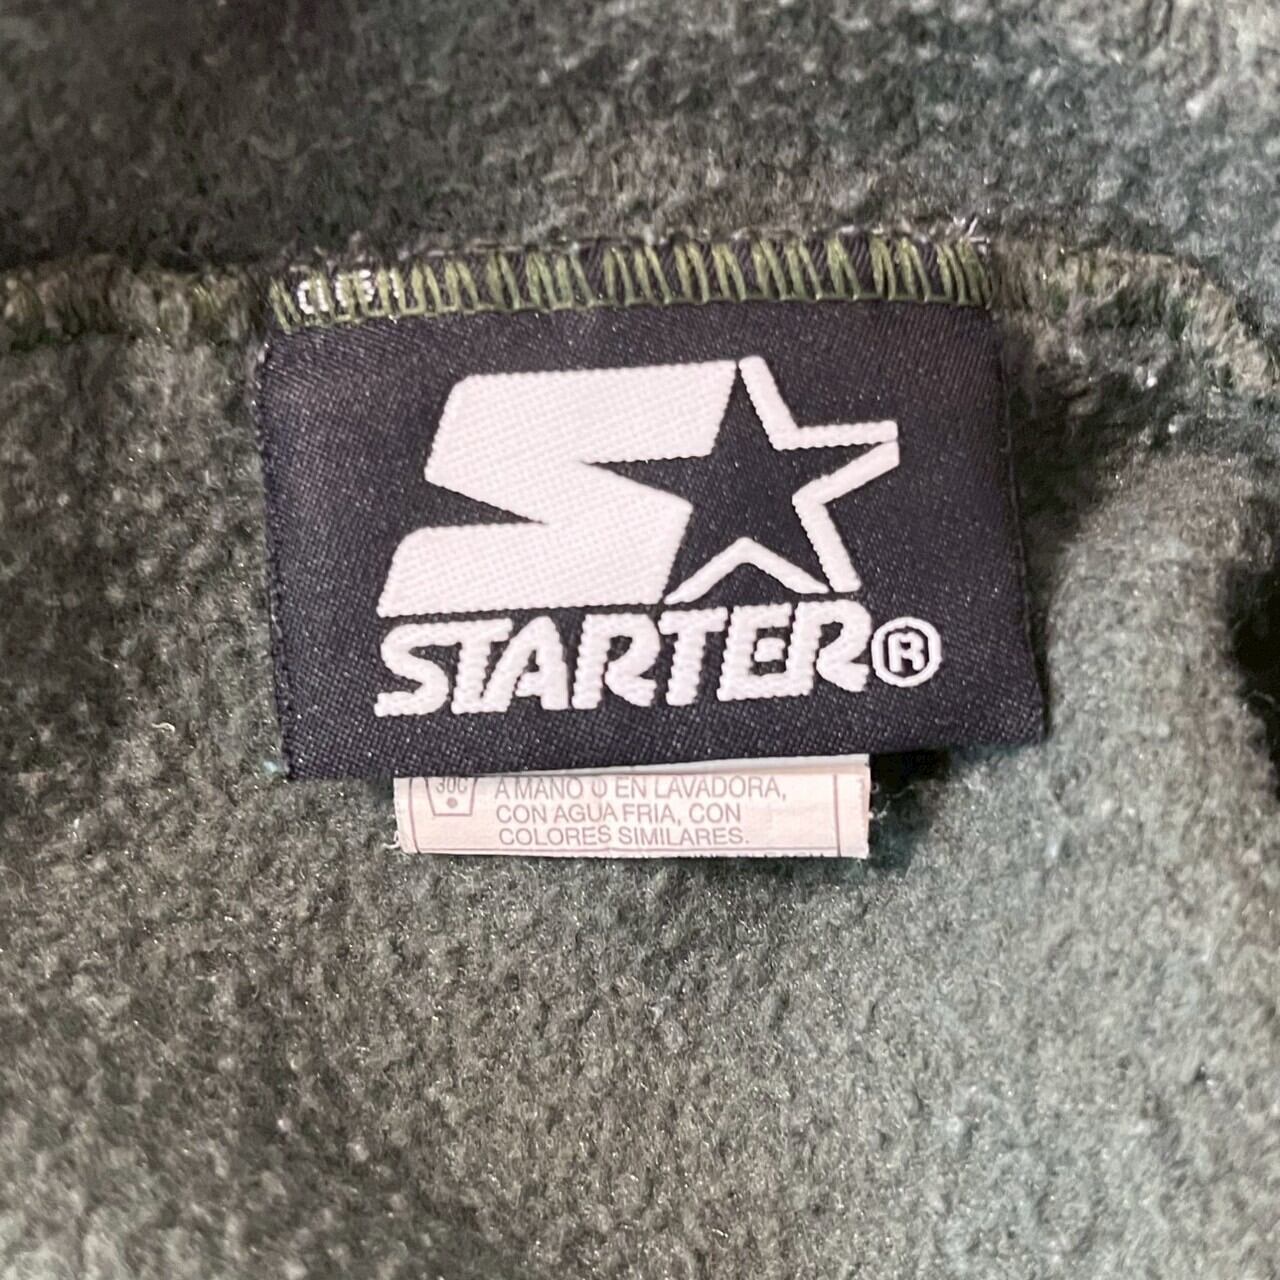 STARTER®
30C
A MANO O EN LAVADORA,
CON AGUA FRIA, CON
COLORES SIMILARES.